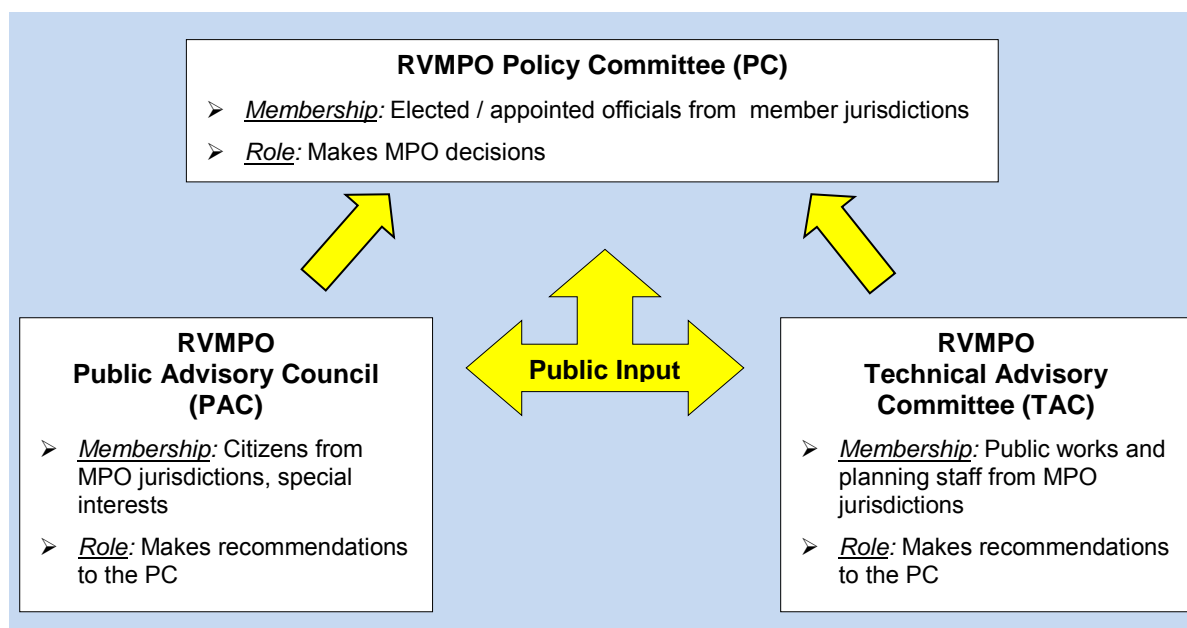 RVMPO Policy Committee (PC)
➢ Membership: Elected / appointed officials from member jurisdictions
➢ Role: Makes MPO decisions
Public Input
RVMPO
Public Advisory Council
(PAC)
➢ Membership: Citizens from
MPO jurisdictions, special
interests
➢ Role: Makes recommendations
to the PC
RVMPO
Technical Advisory
Committee (TAC)
➢ Membership: Public works and
planning staff from MPO
jurisdictions
➢ Role: Makes recommendations
to the PC